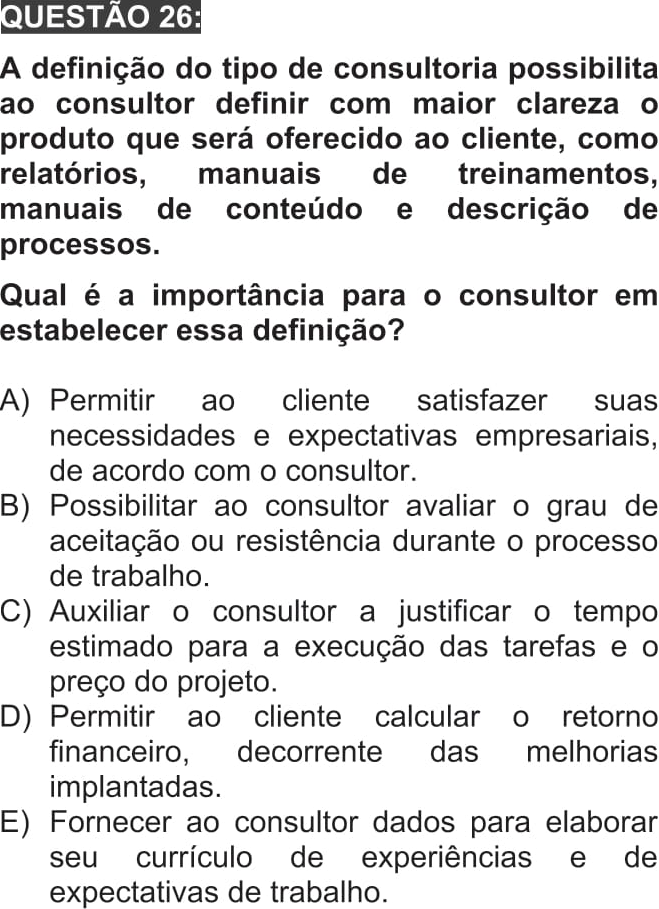 QUESTÃO 26:
A definição do tipo de consultoria possibilita
ao consultor definir com maior clareza o
produto que será oferecido ao cliente, como
relatórios, manuais de treinamentos,
manuais de conteúdo e descrição de
processos.
Qual é a importância para o consultor em
estabelecer essa definição?
A) Permitir ao cliente satisfazer suas
necessidades e expectativas empresariais,
de acordo com o consultor.
B) Possibilitar ao consultor avaliar o grau de
aceitação ou resistência durante o processo
de trabalho.
C) Auxiliar o consultor a justificar o tempo
estimado para a execução das tarefas e o
preço do projeto.
D) Permitir ao cliente calcular o retorno
financeiro, decorrente das melhorias
implantadas.
E) Fornecer ao consultor dados para elaborar
seu currículo de experiências e de
expectativas de trabalho.